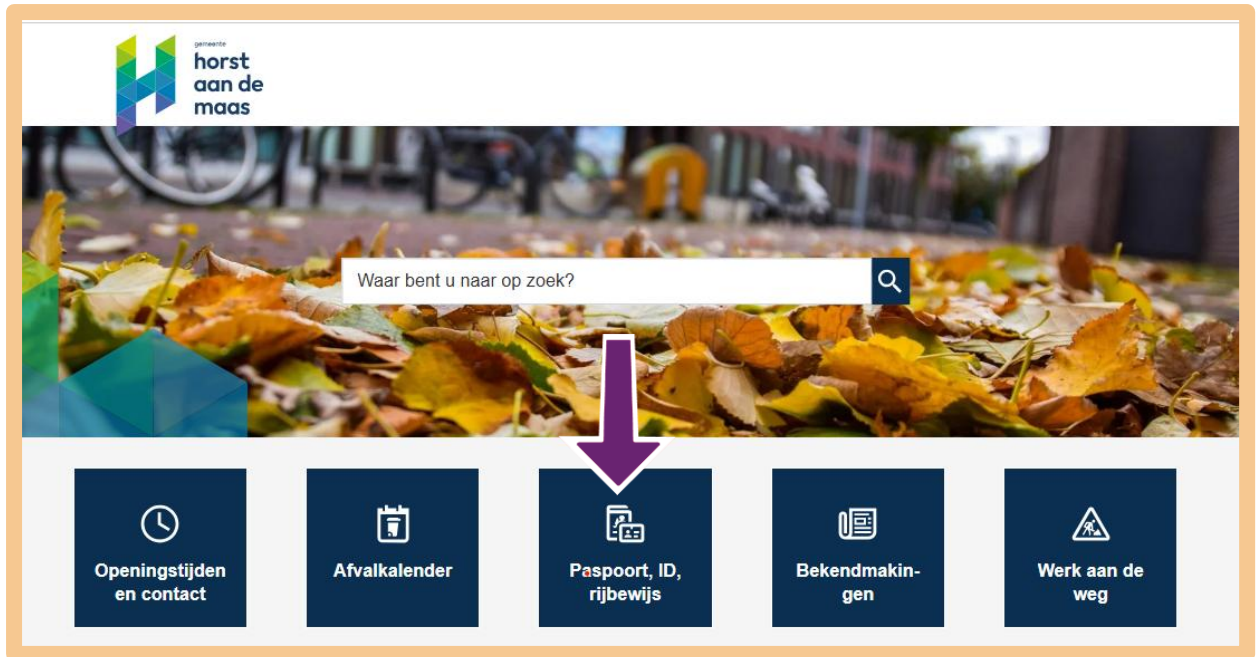 gemeente
horst
aan de
maas
Waar bent u naar op zoek?
Openingstijden
en contact
Afvalkalender
Paspoort, ID,
rijbewijs
Bekendmakin-
gen
Werk aan de
weg